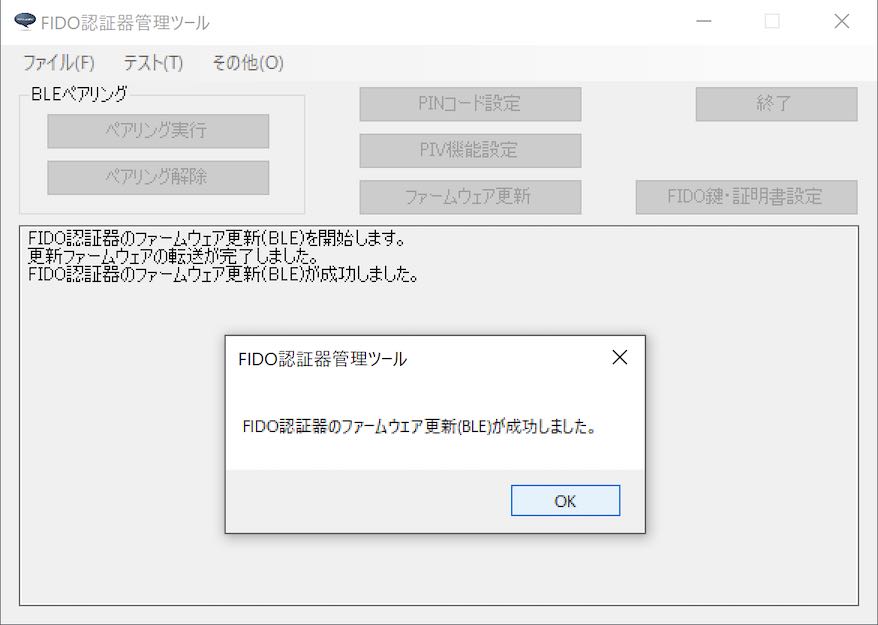 FIDO認証器管理ツール
ファイル(F) テスト(T) その他(O)
BLEペアリング
ペアリング実行
ペアリング解除
PINコード設定
PIV機能設定
ファームウェア更新
終了
FIDO鍵・証明書設定
FIDO認証器のファームウェア更新(BLE)を開始します。
更新ファームウェアの転送が完了しました。
FIDO認証器のファームウェア更新(BLE)が成功しました。
FIDO認証器管理ツール
FIDO認証器のファームウェア更新(BLE)が成功しました。
OK